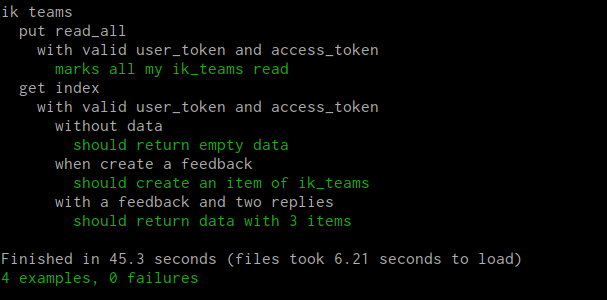 ik teams
  put read_all
    with valid user_token and access_token
      marks all my ik_teams read
  get index
    with valid user_token and access_token
      without data
        should return empty data
      when create a feedback
        should create an item of ik_teams
      with a feedback and two replies
        should return data with 3 items
Finished in 45.3 seconds (files took 6.21 seconds to load)
4 examples, 0 failures